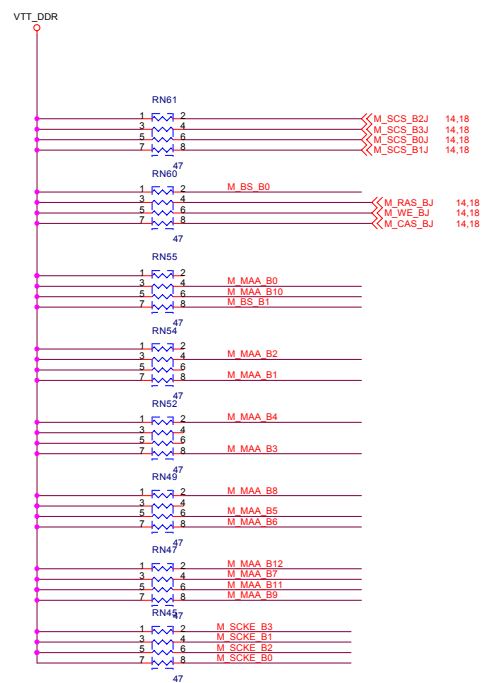 VTT_DDR
RN61
1 2 M_SCS_B2J 14,18
3 4 M_SCS_B3J 14,18
5 6 M_SCS_B0J 14,18
7 8 M_SCS_B1J 14,18
47
RN60
1 2 M_BS_B0
3 4 M_RAS_BJ 14,18
5 6 M_WE_BJ 14,18
7 8 M_CAS_BJ 14,18
47
RN55
1 2
3 4 M_MAA_B0
5 6 M_MAA_B10
7 8 M_BS_B1
47
RN54
1 2
3 4 M_MAA_B2
5 6
7 8 M_MAA_B1
47
RN52
1 2 M_MAA_B4
3 4
5 6
7 8 M_MAA_B3
47
RN49
1 2 M_MAA_B8
3 4
5 6 M_MAA_B5
7 8 M_MAA_B6
47
RN47
1 2 M_MAA_B12
3 4 M_MAA_B7
5 6 M_MAA_B11
7 8 M_MAA_B9
47
RN45
1 2 M_SCKE_B3
3 4 M_SCKE_B1
5 6 M_SCKE_B2
7 8 M_SCKE_B0
47